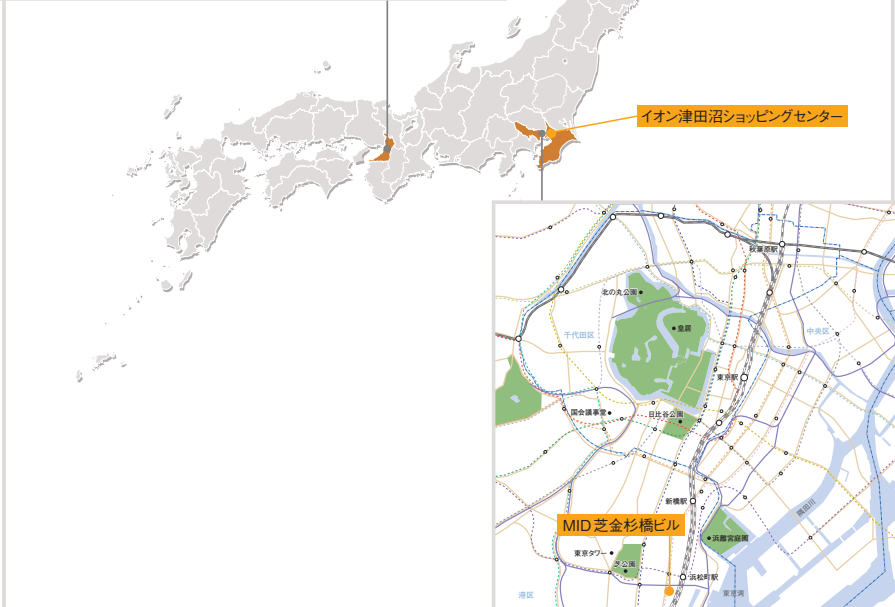 イオン津田沼ショッピングセンター
秋葉原駅
北の丸公園
皇居
千代田区
中央区
東京駅
国会議事堂
日比谷公園
新橋駅
隅田川
MID芝金杉橋ビル
浜離宮庭園
東京タワー
芝公園
浜松町駅
港区
東京湾